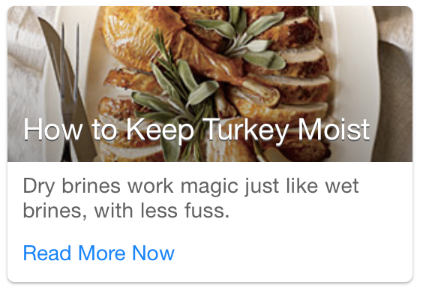 How to Keep Turkey Moist
Dry brines work magic just like wet
brines, with less fuss.
Read More Now